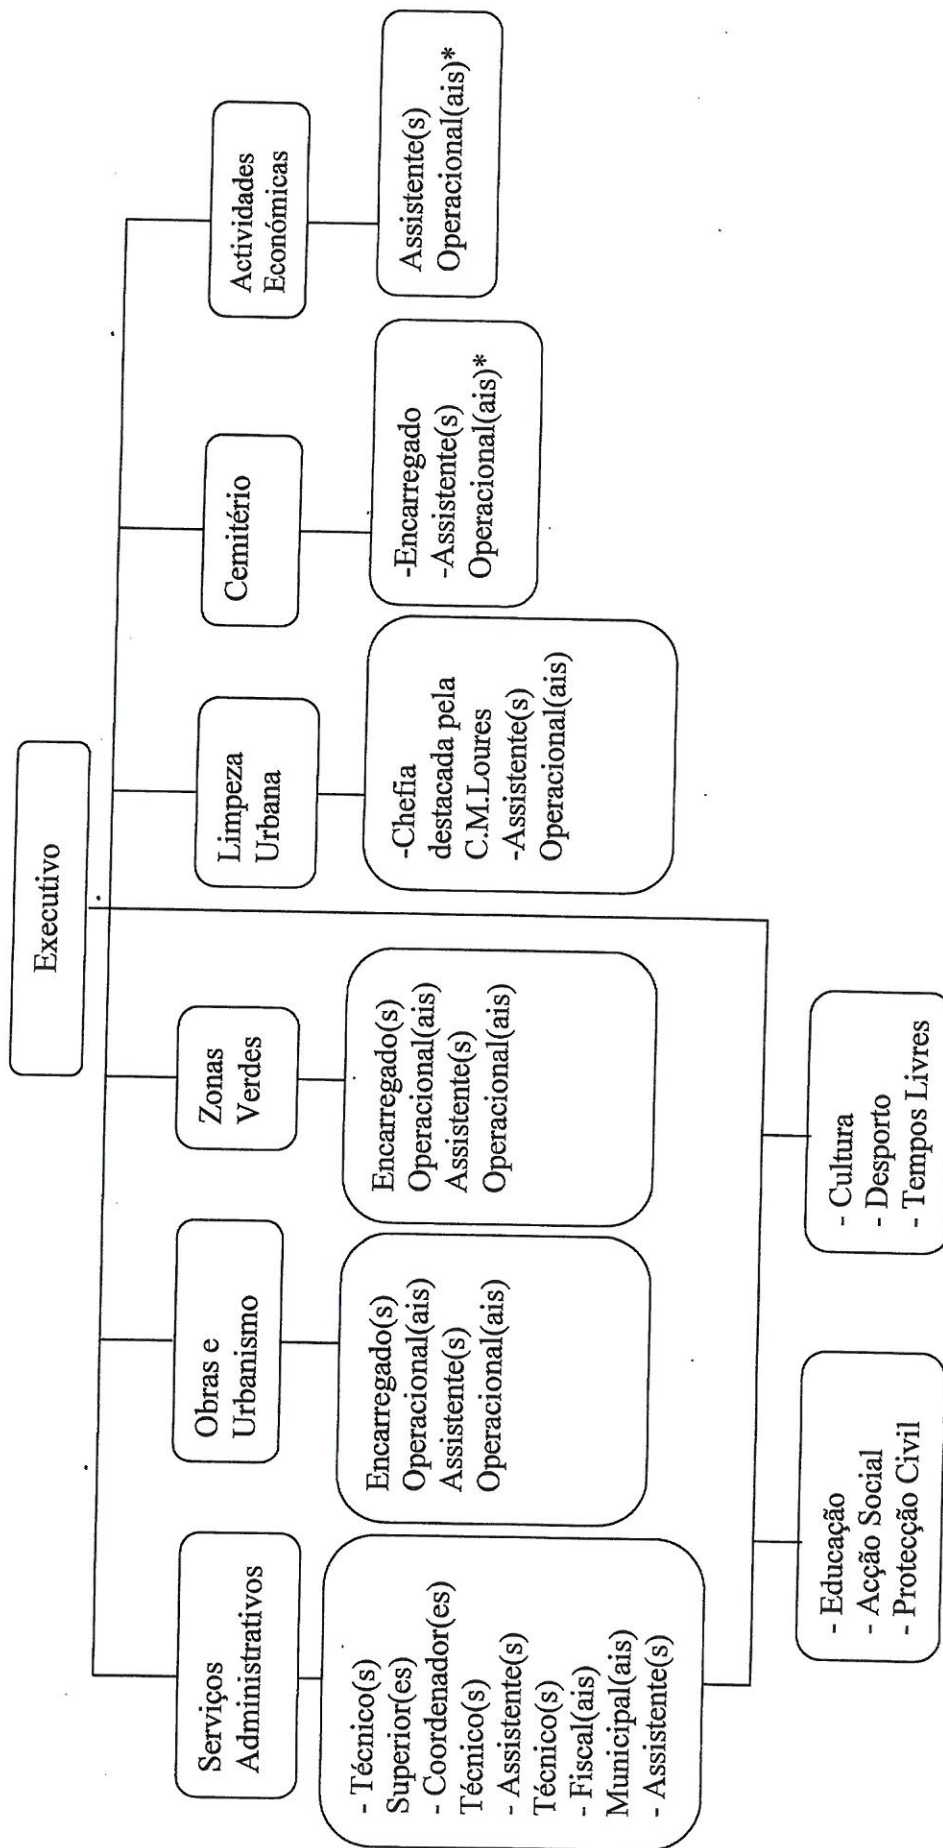 Executivo
Serviços
Administrativos
Obras e
Urbanismo
Zonas
Verdes
Limpeza
Urbana
Cemitério
Actividades
Económicas
- Técnico(s)
Superior(es)
- Coordenador(es)
Técnico(s)
- Assistente(s)
Técnico(s)
- Fiscal(ais)
Municipal(ais)
- Assistente(s)
Encarregado(s)
Operacional(ais)
Assistente(s)
Operacional(ais)
Encarregado(s)
Operacional(ais)
Assistente(s)
Operacional(ais)
-Chefia
destacada pela
C.M.Loures
-Assistente(s)
Operacional(ais)
-Encarregado
-Assistente(s)
Operacional(ais)*
Assistente(s)
Operacional(ais)*
- Educação
- Acção Social
- Protecção Civil
- Cultura
- Desporto
- Tempos Livres